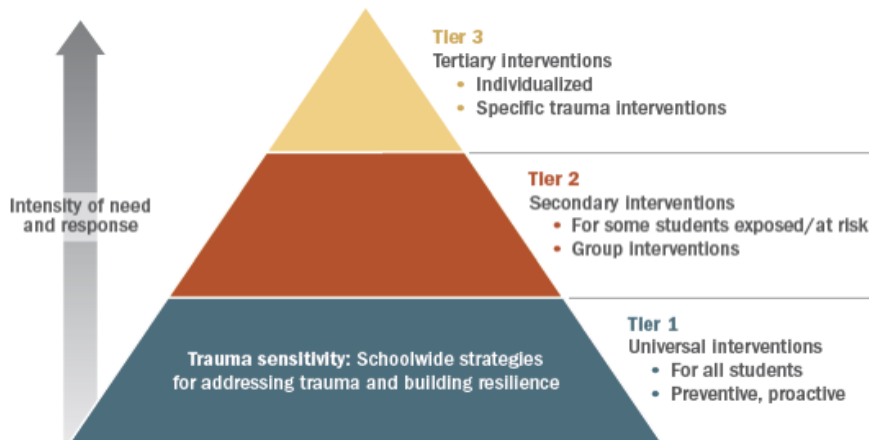 Tier 3
Tertiary interventions
• Individualized
• Specific trauma interventions
Intensity of need
and response
Tier 2
Secondary interventions
• For some students exposed/at risk
• Group interventions
Tier 1
Universal interventions
• For all students
• Preventive, proactive
Trauma sensitivity: Schoolwide strategies
for addressing trauma and building resilience